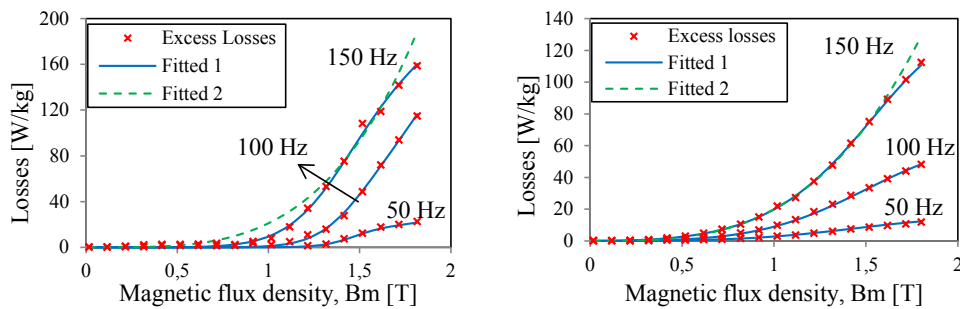 200
160
120
80
40
0
Losses [W/kg]
Excess Losses
Fitted 1
Fitted 2
150 Hz
100 Hz
50 Hz
0 0,5 1 1,5 2
Magnetic flux density, Bm [T]
140
120
100
80
60
40
20
0
Losses [W/kg]
Excess losses
Fitted 1
Fitted 2
150 Hz
100 Hz
50 Hz
0 0,5 1 1,5 2
Magnetic flux density, Bm [T]